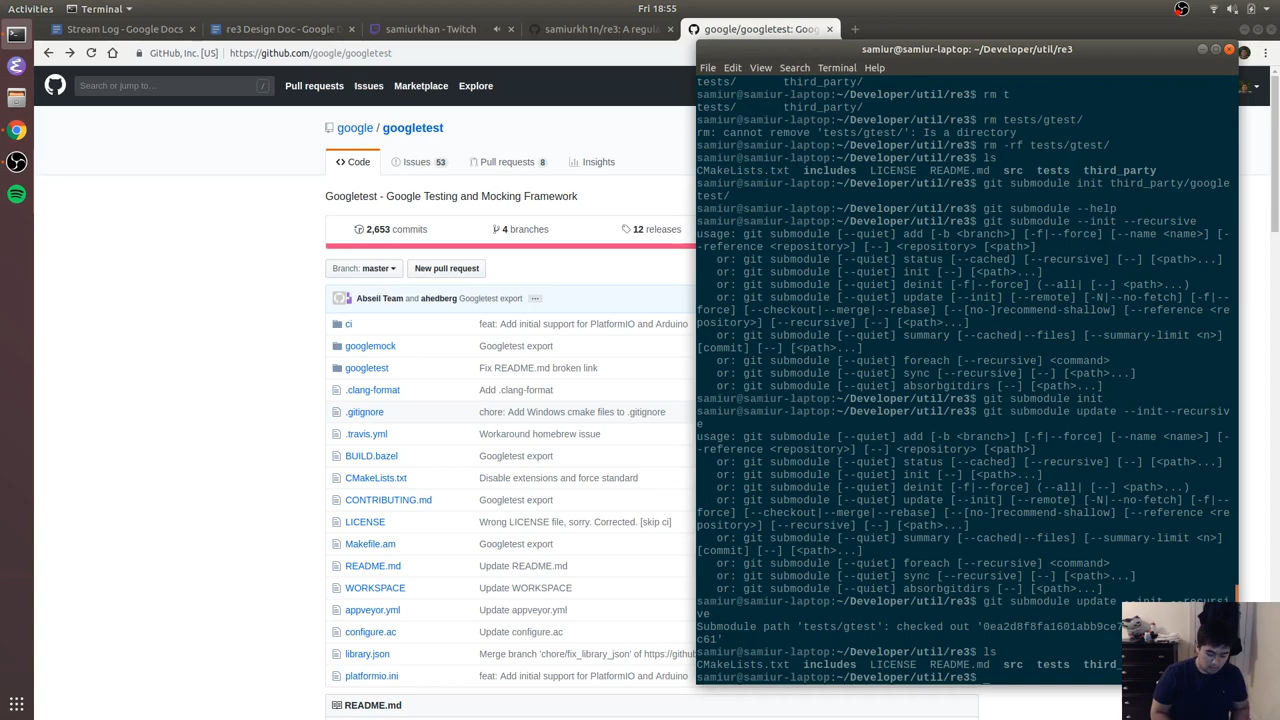 Activities
Terminal
Fri 18:55
Stream Log - Google Docs
re3 Design Doc - Google D
samiurkhan - Twitch
samiurkh1n/re3: A regula
google/googletest: Goog
GitHub, Inc. [US]
https://github.com/google/googletest
Search or jump to…
/
Pull requests
Issues
Marketplace
Explore
google / googletest
Code
Issues 53
Pull requests 8
Insights
Googletest - Google Testing and Mocking Framework
2,653 commits
4 branches
12 releases
Branch: master
New pull request
Abseil Team and ahedberg Googletest export
ci
feat: Add initial support for PlatformIO and Arduino
googlemock
Googletest export
googletest
Fix README.md broken link
.clang-format
Add .clang-format
.gitignore
chore: Add Windows cmake files to .gitignore
.travis.yml
Workaround homebrew issue
BUILD.bazel
Googletest export
CMakeLists.txt
Disable extensions and force standard
CONTRIBUTING.md
Googletest export
LICENSE
Wrong LICENSE file, sorry. Corrected. [skip ci]
Makefile.am
Googletest export
README.md
Update README.md
WORKSPACE
Update WORKSPACE
appveyor.yml
Update appveyor.yml
configure.ac
Update configure.ac
library.json
Merge branch 'chore/fix_library_json' of https://githu
platformio.ini
feat: Add initial support for PlatformIO and Arduino
README.md
samiur@samiur-laptop: ~/Developer/util/re3
File Edit View Search Terminal Help
tests/ third_party/
samiur@samiur-laptop:~/Developer/util/re3$ rm t
tests/ third_party/
samiur@samiur-laptop:~/Developer/util/re3$ rm tests/gtest/
rm: cannot remove 'tests/gtest/': Is a directory
samiur@samiur-laptop:~/Developer/util/re3$ rm -rf tests/gtest/
samiur@samiur-laptop:~/Developer/util/re3$ ls
CMakeLists.txt includes LICENSE README.md src tests third_party
samiur@samiur-laptop:~/Developer/util/re3$ git submodule init third_party/google
test/
samiur@samiur-laptop:~/Developer/util/re3$ git submodule --help
samiur@samiur-laptop:~/Developer/util/re3$ git submodule --init --recursive
usage: git submodule [--quiet] add [-b <branch>] [-f|--force] [--name <name>] [-
-reference <repository>] [--] <repository> [<path>]
or: git submodule [--quiet] status [--cached] [--recursive] [--] [<path>...]
or: git submodule [--quiet] init [--] [<path>...]
or: git submodule [--quiet] deinit [-f|--force] (--all| [--] <path>...)
or: git submodule [--quiet] update [--init] [--remote] [-N|--no-fetch] [-f|--
force] [--checkout|--merge|--rebase] [--[no-]recommend-shallow] [--reference <re
pository>] [--recursive] [--] [<path>...]
or: git submodule [--quiet] summary [--cached|--files] [--summary-limit <n>]
[commit] [--] [<path>...]
or: git submodule [--quiet] foreach [--recursive] <command>
or: git submodule [--quiet] sync [--recursive] [--] [<path>...]
or: git submodule [--quiet] absorbgitdirs [--] [<path>...]
samiur@samiur-laptop:~/Developer/util/re3$ git submodule init
samiur@samiur-laptop:~/Developer/util/re3$ git submodule update --init--recursiv
e
usage: git submodule [--quiet] add [-b <branch>] [-f|--force] [--name <name>] [-
-reference <repository>] [--] <repository> [<path>]
or: git submodule [--quiet] status [--cached] [--recursive] [--] [<path>...]
or: git submodule [--quiet] init [--] [<path>...]
or: git submodule [--quiet] deinit [-f|--force] (--all| [--] <path>...)
or: git submodule [--quiet] update [--init] [--remote] [-N|--no-fetch] [-f|--
force] [--checkout|--merge|--rebase] [--[no-]recommend-shallow] [--reference <re
pository>] [--recursive] [--] [<path>...]
or: git submodule [--quiet] summary [--cached|--files] [--summary-limit <n>]
[commit] [--] [<path>...]
or: git submodule [--quiet] foreach [--recursive] <command>
or: git submodule [--quiet] sync [--recursive] [--] [<path>...]
or: git submodule [--quiet] absorbgitdirs [--] [<path>...]
samiur@samiur-laptop:~/Developer/util/re3$ git submodule update --init --recursi
ve
Submodule path 'tests/gtest': checked out '0ea2d8f8fa1601abb9ce7
c61'
samiur@samiur-laptop:~/Developer/util/re3$ ls
CMakeLists.txt includes LICENSE README.md src tests third_
samiur@samiur-laptop:~/Developer/util/re3$